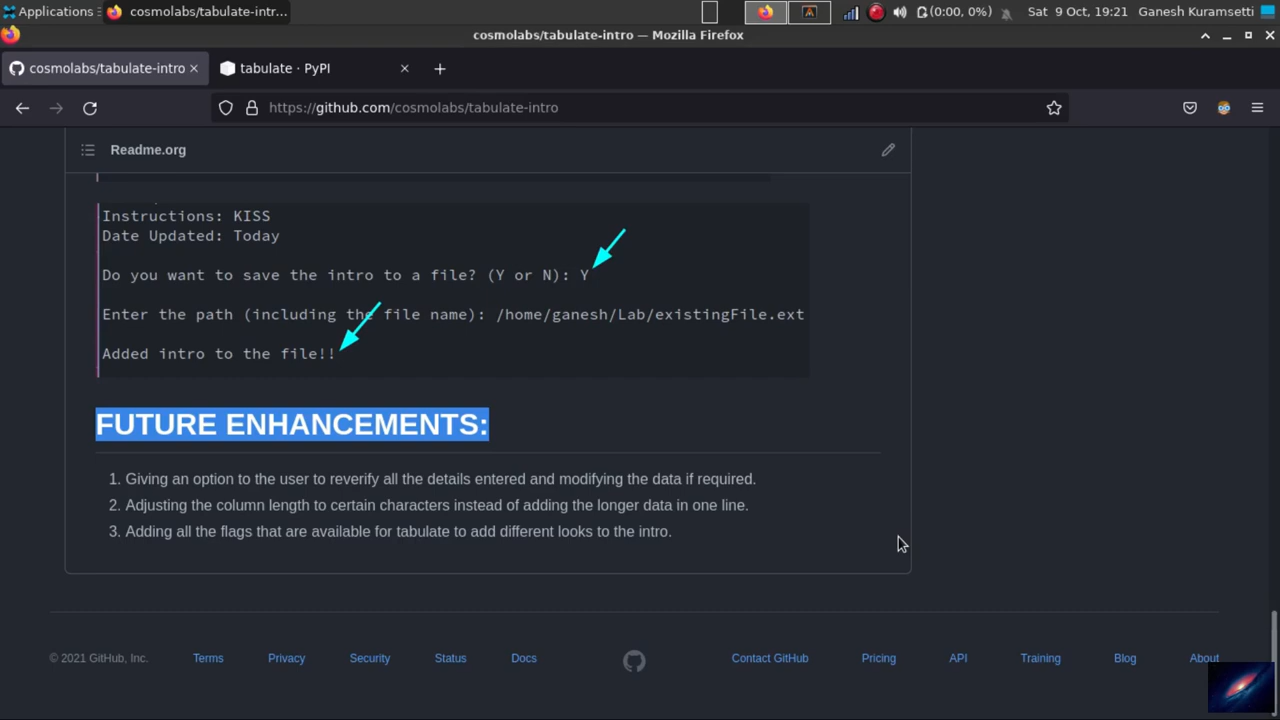 Applications
cosmolabs/tabulate-intr...
(0:00, 0%)
Sat 9 Oct, 19:21
Ganesh Kuramsetti
cosmolabs/tabulate-intro — Mozilla Firefox
cosmolabs/tabulate-intro
tabulate · PyPI
https://github.com/cosmolabs/tabulate-intro
Readme.org
Instructions: KISS
Date Updated: Today
Do you want to save the intro to a file? (Y or N): Y
Enter the path (including the file name): /home/ganesh/Lab/existingFile.ext
Added intro to the file!!
FUTURE ENHANCEMENTS:
1. Giving an option to the user to reverify all the details entered and modifying the data if required.
2. Adjusting the column length to certain characters instead of adding the longer data in one line.
3. Adding all the flags that are available for tabulate to add different looks to the intro.
© 2021 GitHub, Inc.
Terms
Privacy
Security
Status
Docs
Contact GitHub
Pricing
API
Training
Blog
About